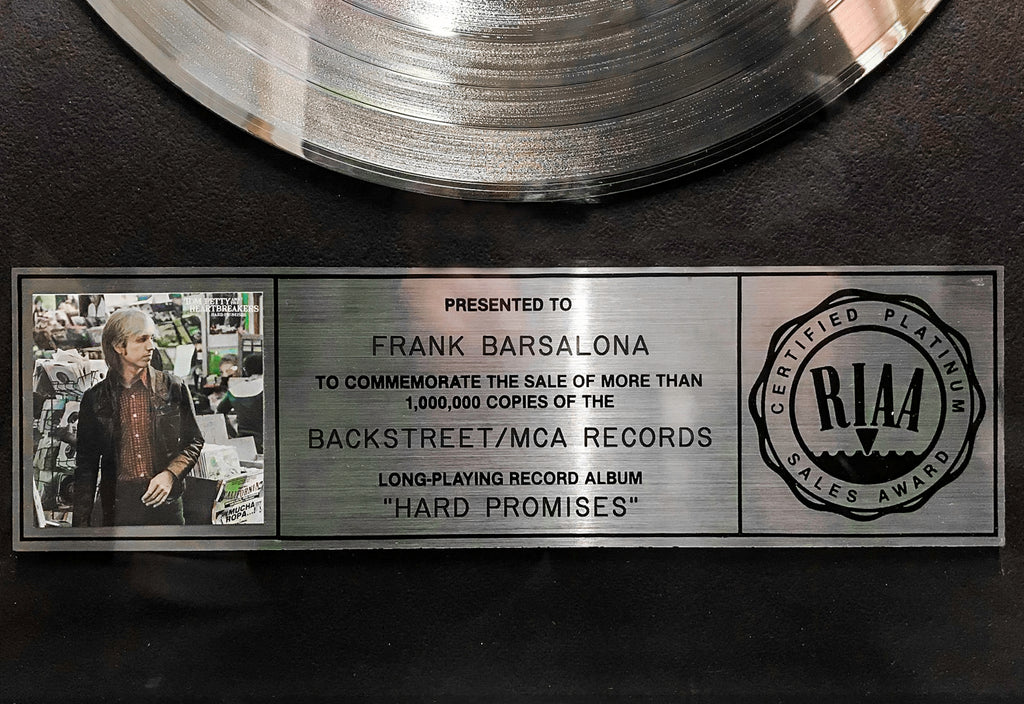 TOM PETTY AND THE
HEARTBREAKERS
HARD PROMISES
CALIFORNIA
MUCHA
ROPA...!
PRESENTED TO
FRANK BARSALONA
TO COMMEMORATE THE SALE OF MORE THAN
1,000,000 COPIES OF THE
BACKSTREET/MCA RECORDS
LONG-PLAYING RECORD ALBUM
"HARD PROMISES"
CERTIFIED PLATINUM
RIAA
SALES AWARD